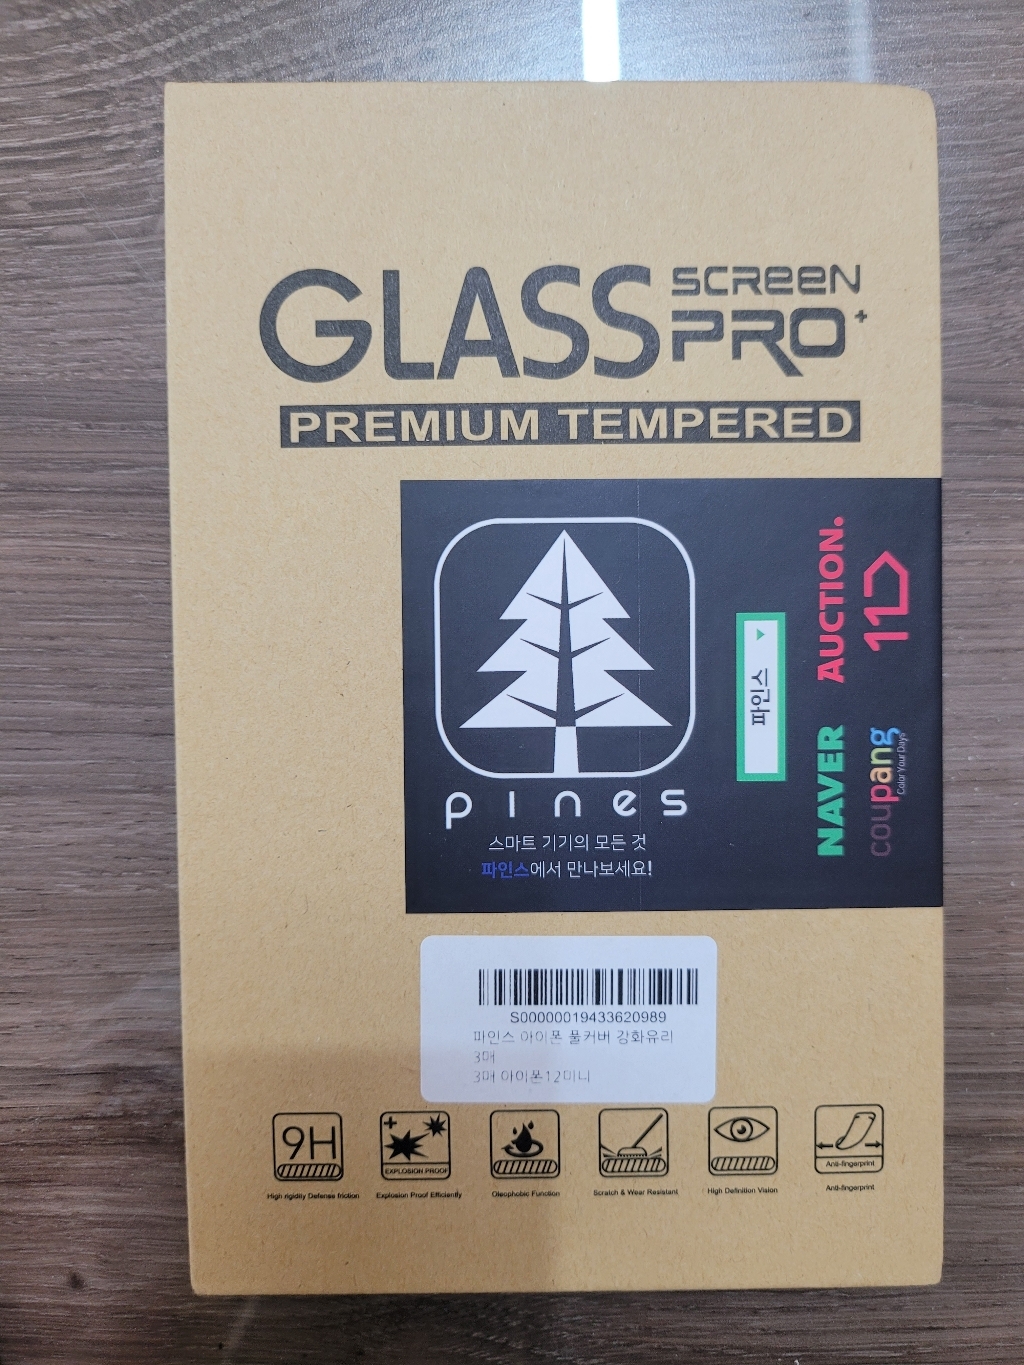 GLASS SCREEN PRO+
PREMIUM TEMPERED
pines
스마트 기기의 모든 것
파인스에서 만나보세요!
파인스
NAVER AUCTION.
coupang 11
Color Your Days
S00000019433620989
파인스 아이폰 풀커버 강화유리
3매
3매 아이폰12미니
9H
EXPLOSION PROOF
Anti-fingerprint
High rigidity Defense friction
Explosion Proof Efficiently
Oleophobic Function
Scratch & Wear Resistant
High Definition Vision
Anti-fingerprint